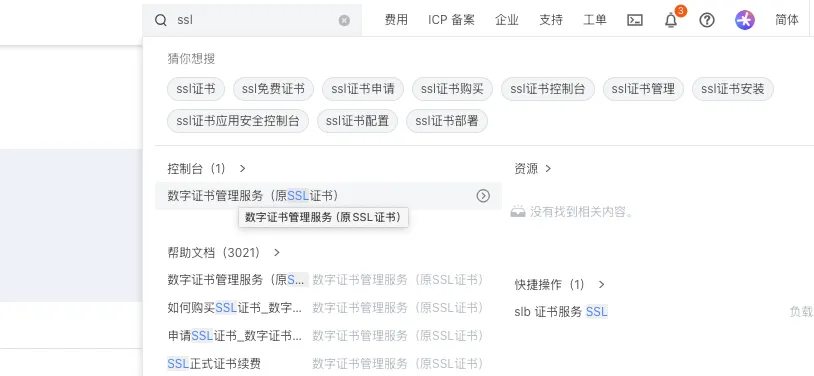 ssl 费用 ICP 备案 企业 支持 工单 3 简体
猜你想搜
ssl证书 ssl免费证书 ssl证书申请 ssl证书购买 ssl证书控制台 ssl证书管理 ssl证书安装
ssl证书应用安全控制台 ssl证书配置 ssl证书部署
控制台（1）
数字证书管理服务（原SSL证书）
数字证书管理服务 (原 SSL证书)
帮助文档（3021）
数字证书管理服务（原S... 数字证书管理服务（原SSL证书）
如何购买SSL证书_数字... 数字证书管理服务（原SSL证书）
申请SSL证书_数字证书... 数字证书管理服务（原SSL证书）
SSL正式证书续费 数字证书管理服务（原SSL证书）
资源
没有找到相关内容。
快捷操作（1）
slb 证书服务 SSL 负载